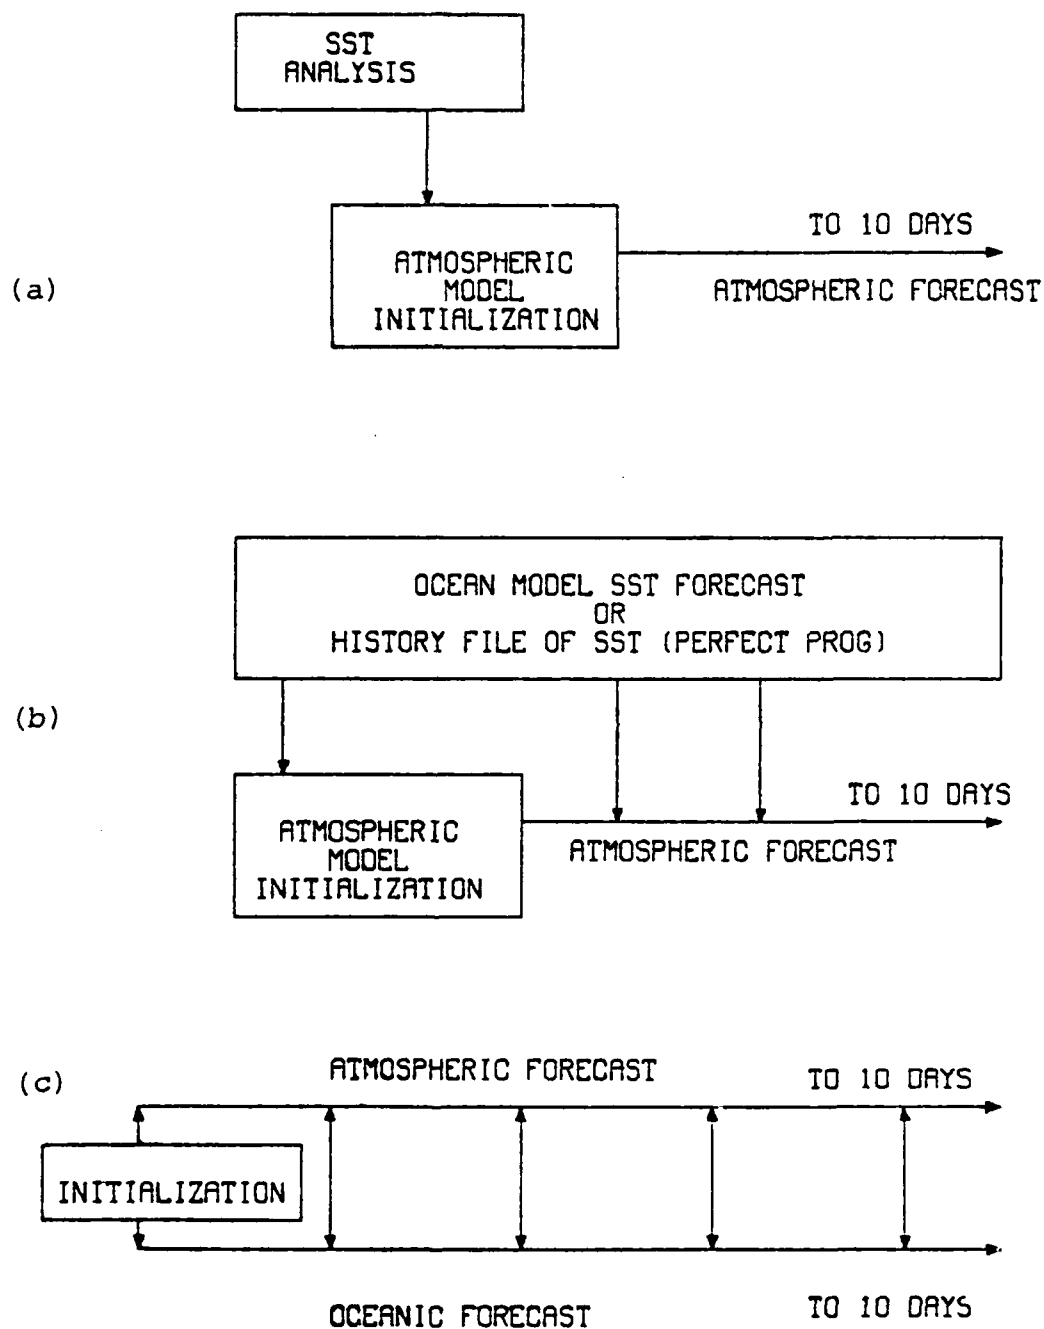 SST
ANALYSIS
TO 10 DAYS
ATMOSPHERIC
MODEL
INITIALIZATION
(a)
ATMOSPHERIC FORECAST
OCEAN MODEL SST FORECAST
OR
HISTORY FILE OF SST (PERFECT PROG)
(b)
TO 10 DAYS
ATMOSPHERIC
MODEL
INITIALIZATION
ATMOSPHERIC FORECAST
(c)
ATMOSPHERIC FORECAST
TO 10 DAYS
INITIALIZATION
OCEANIC FORECAST
TO 10 DAYS